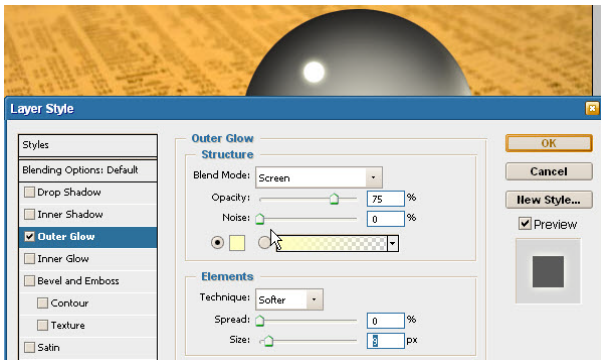 Layer Style
Styles
Blending Options: Default
Drop Shadow
Inner Shadow
Outer Glow
Inner Glow
Bevel and Emboss
Contour
Texture
Satin
Outer Glow
Structure
Blend Mode: Screen
Opacity: 75 %
Noise: 0 %
Elements
Technique: Softer
Spread: 0 %
Size: 9 px
OK
Cancel
New Style...
Preview